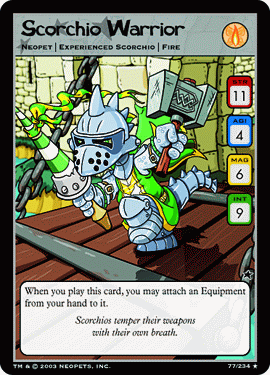 Scorchio Warrior
Neopet | Experienced Scorchio | Fire
STR
11
AGI
4
MAG
6
INT
9
When you play this card, you may attach an Equipment
from your hand to it.
Scorchios temper their weapons
with their own breath.
TM & © 2003 NEOPETS, INC.
77/234 ★